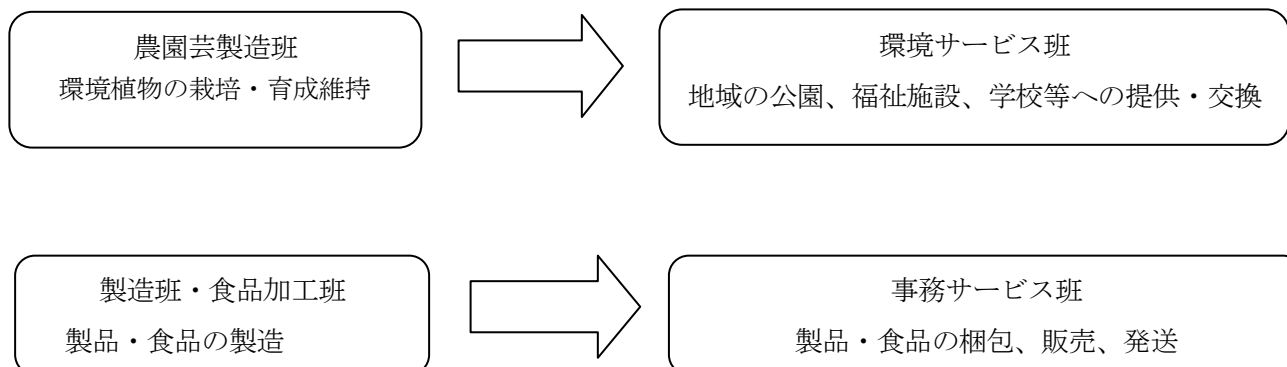 農園芸製造班
環境植物の栽培・育成維持
環境サービス班
地域の公園、福祉施設、学校等への提供・交換
製造班・食品加工班
製品・食品の製造
事務サービス班
製品・食品の梱包、販売、発送